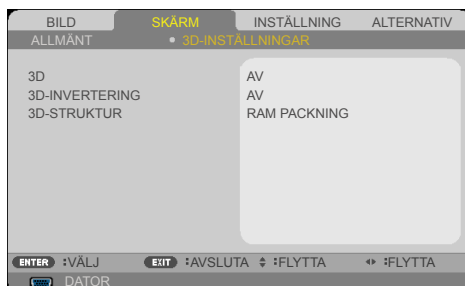 BILD SKÄRM INSTÄLLNING ALTERNATIV
ALLMÄNT • 3D-INSTÄLLNINGAR
3D AV
3D-INVERTERING AV
3D-STRUKTUR RAM PACKNING
ENTER :VÄLJ EXIT :AVSLUTA :FLYTTA :FLYTTA
DATOR